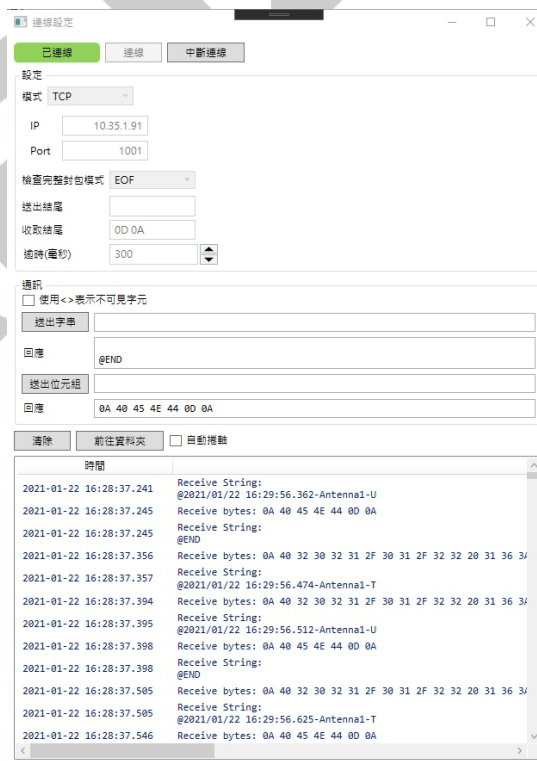 連線設定
已連線 連線 中斷連線
設定
模式 TCP
IP 10.35.1.91
Port 1001
檢查完整封包模式 EOF
送出結尾
收取結尾 0D 0A
逾時(毫秒) 300
通訊
使用<>表示不可見字元
送出字串
回應 @END
送出位元組
回應 0A 40 45 4E 44 0D 0A
清除 前往資料夾 自動捲軸
時間
2021-01-22 16:28:37.241 Receive String:
@2021/01/22 16:29:56.362-Antenna1-U
2021-01-22 16:28:37.245 Receive bytes: 0A 40 45 4E 44 0D 0A
2021-01-22 16:28:37.245 Receive String:
@END
2021-01-22 16:28:37.356 Receive bytes: 0A 40 32 30 32 31 2F 30 31 2F 32 32 20 31 36 3A
2021-01-22 16:28:37.357 Receive String:
@2021/01/22 16:29:56.474-Antenna1-T
2021-01-22 16:28:37.394 Receive bytes: 0A 40 32 30 32 31 2F 30 31 2F 32 32 20 31 36 3A
2021-01-22 16:28:37.395 Receive String:
@2021/01/22 16:29:56.512-Antenna1-U
2021-01-22 16:28:37.398 Receive bytes: 0A 40 45 4E 44 0D 0A
2021-01-22 16:28:37.398 Receive String:
@END
2021-01-22 16:28:37.505 Receive bytes: 0A 40 32 30 32 31 2F 30 31 2F 32 32 20 31 36 3A
2021-01-22 16:28:37.505 Receive String:
@2021/01/22 16:29:56.625-Antenna1-T
2021-01-22 16:28:37.546 Receive bytes: 0A 40 45 4E 44 0D 0A